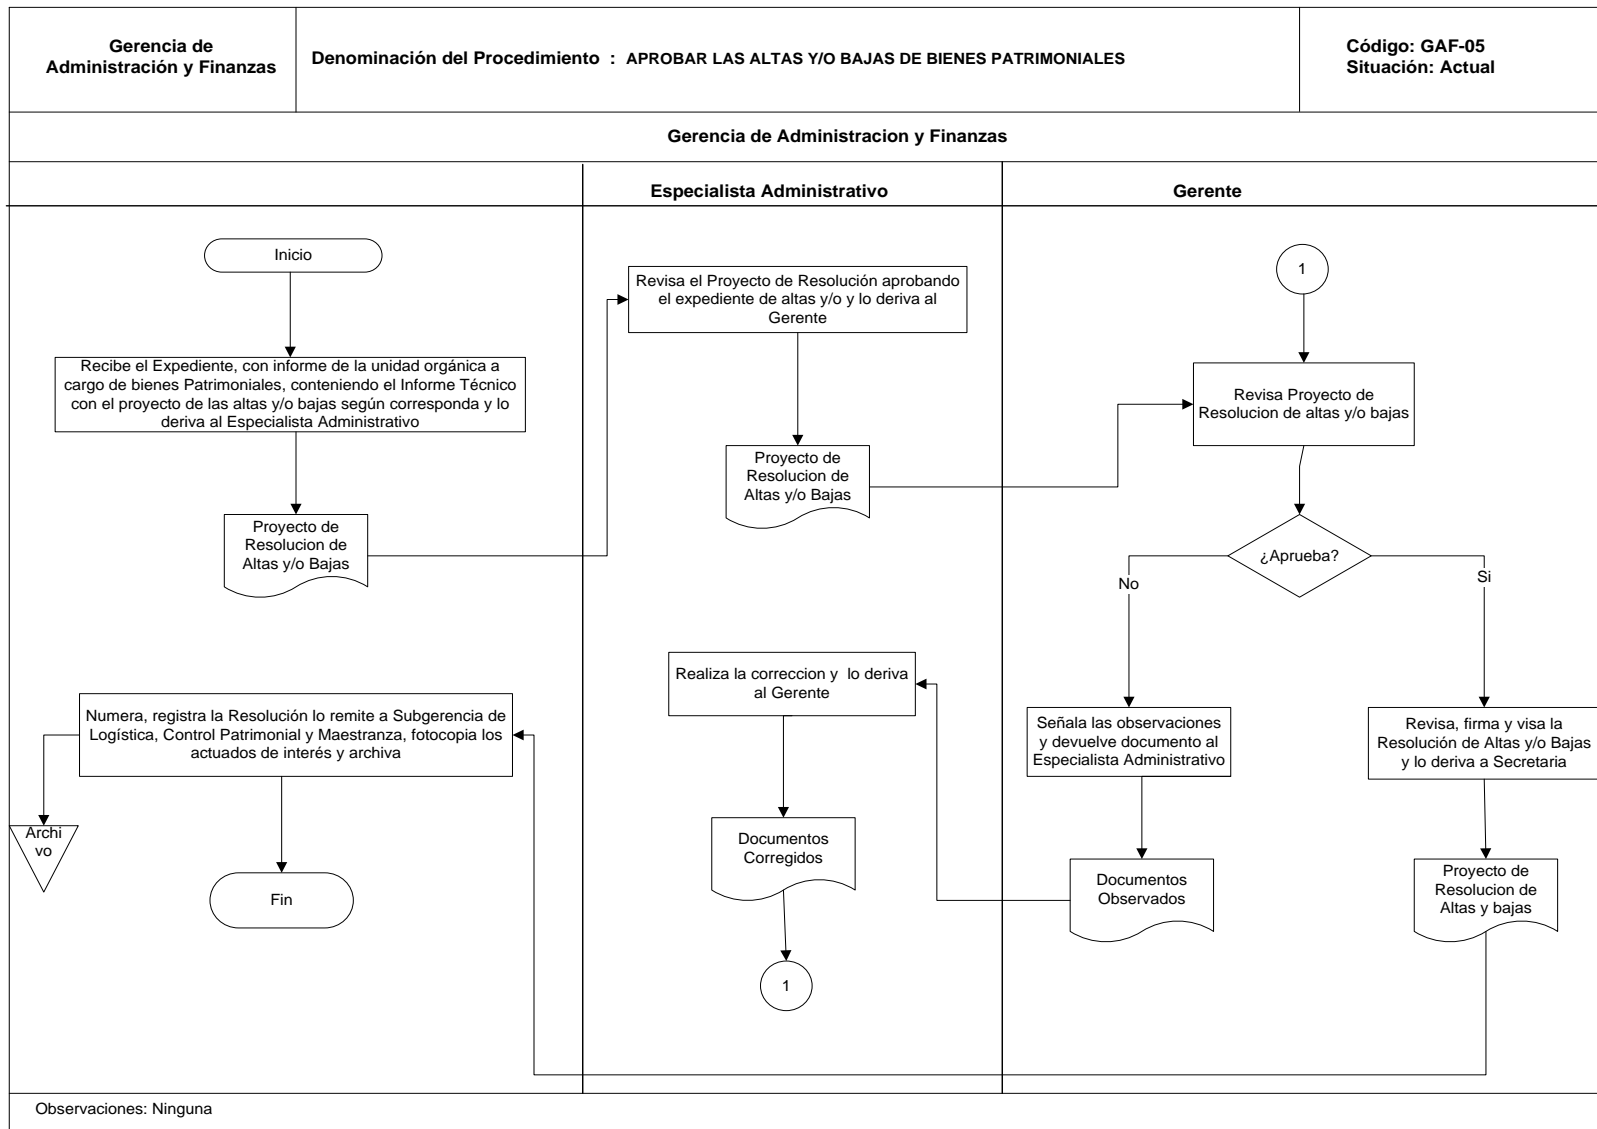 Gerencia de
Administración y Finanzas
Denominación del Procedimiento : APROBAR LAS ALTAS Y/O BAJAS DE BIENES PATRIMONIALES
Código: GAF-05
Situación: Actual
Gerencia de Administracion y Finanzas
Especialista Administrativo
Gerente
Inicio
Recibe el Expediente, con informe de la unidad orgánica a
cargo de bienes Patrimoniales, conteniendo el Informe Técnico
con el proyecto de las altas y/o bajas según corresponda y lo
deriva al Especialista Administrativo
Proyecto de
Resolucion de
Altas y/o Bajas
Revisa el Proyecto de Resolución aprobando
el expediente de altas y/o y lo deriva al
Gerente
Proyecto de
Resolucion de
Altas y/o Bajas
1
Revisa Proyecto de
Resolucion de altas y/o bajas
¿Aprueba?
No
Si
Señala las observaciones
y devuelve documento al
Especialista Administrativo
Documentos
Observados
Realiza la correccion y  lo deriva
al Gerente
Documentos
Corregidos
1
Revisa, firma y visa la
Resolución de Altas y/o Bajas
y lo deriva a Secretaria
Proyecto de
Resolucion de
Altas y bajas
Numera, registra la Resolución lo remite a Subgerencia de
Logística, Control Patrimonial y Maestranza, fotocopia los
actuados de interés y archiva
Archi
vo
Fin
Observaciones: Ninguna